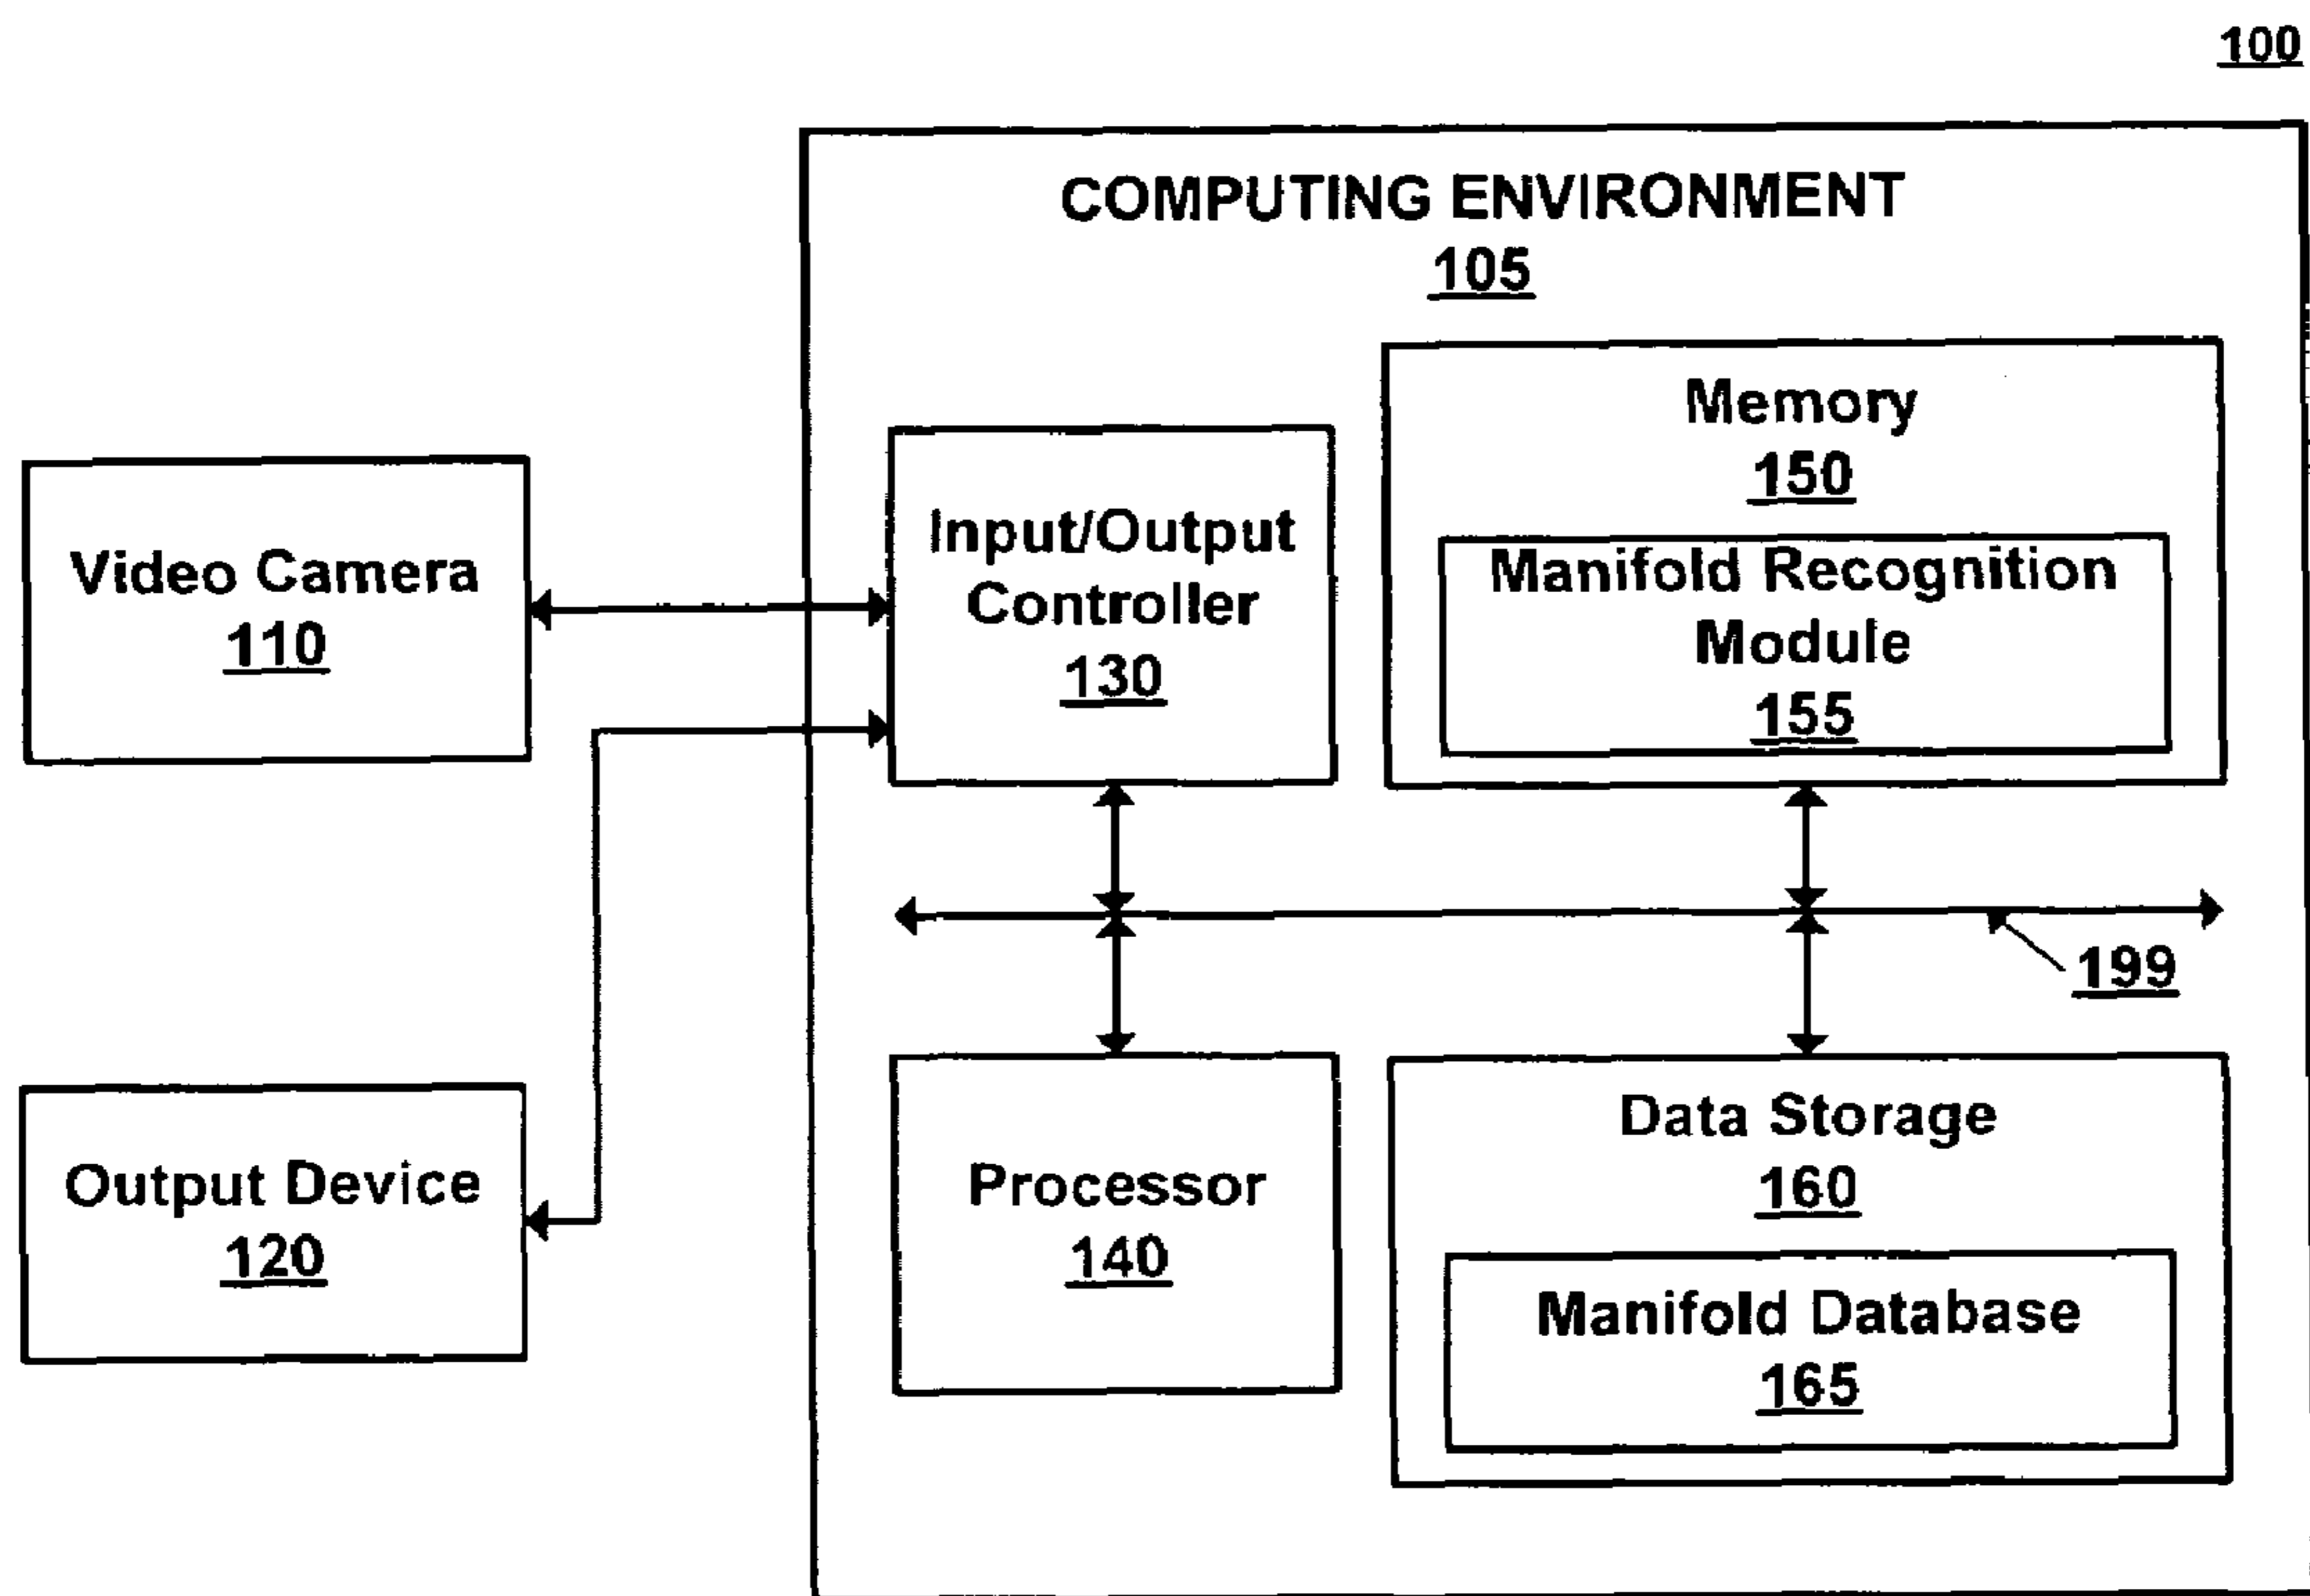 100
COMPUTING ENVIRONMENT
105
Video Camera
110
Output Device
120
Input/Output
Controller
130
Memory
150
Manifold Recognition
Module
155
199
Processor
140
Data Storage
160
Manifold Database
165